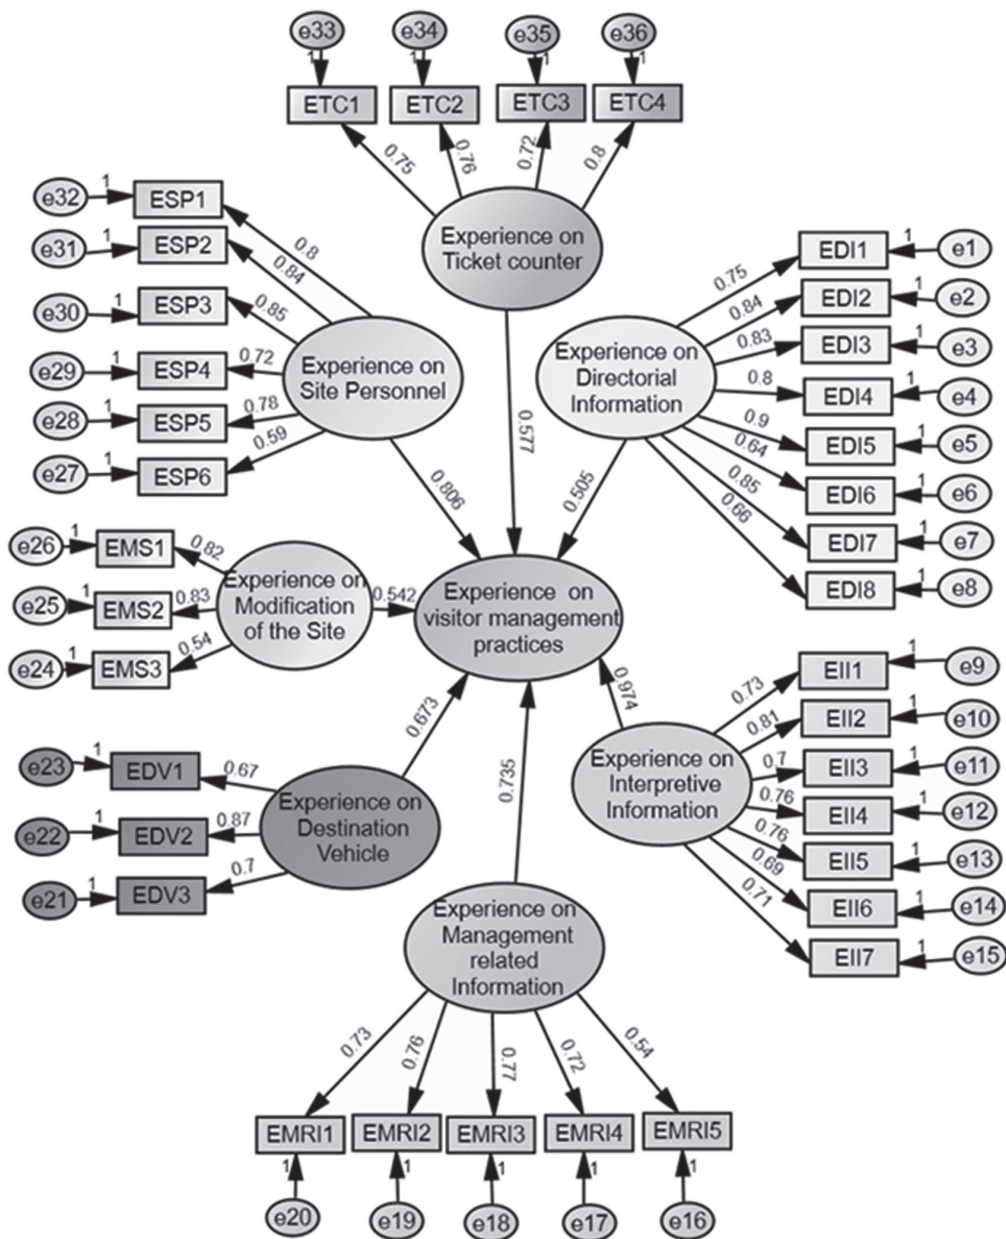 e33 e34 e35 e36
1 1 1 1
ETC1 ETC2 ETC3 ETC4
0.75 0.76 0.72 0.8
Experience on
Ticket counter
0.577
e32 1 ESP1 0.8
e31 1 ESP2 0.84
e30 1 ESP3 0.85
e29 1 ESP4 0.72
e28 1 ESP5 0.78
e27 1 ESP6 0.59
Experience on
Site Personnel
0.806
Experience on
Directorial
Information
0.505
0.75 EDI1 1 e1
0.84 EDI2 1 e2
0.83 EDI3 1 e3
0.8 EDI4 1 e4
0.9 EDI5 1 e5
0.64 EDI6 1 e6
0.85 EDI7 1 e7
0.66 EDI8 1 e8
e26 1 EMS1 0.82
e25 1 EMS2 0.83
e24 1 EMS3 0.54
Experience on
Modification
of the Site
0.542
Experience on
visitor management
practices
e23 1 EDV1 0.67
e22 1 EDV2 0.87
e21 1 EDV3 0.7
Experience on
Destination
Vehicle
0.673
0.735
0.974
Experience on
Interpretive
Information
0.73 EII1 1 e9
0.81 EII2 1 e10
0.7 EII3 1 e11
0.76 EII4 1 e12
0.76 EII5 1 e13
0.69 EII6 1 e14
0.71 EII7 1 e15
Experience on
Management
related
Information
0.73 0.76 0.77 0.72 0.54
EMRI1 EMRI2 EMRI3 EMRI4 EMRI5
1 1 1 1 1
e20 e19 e18 e17 e16